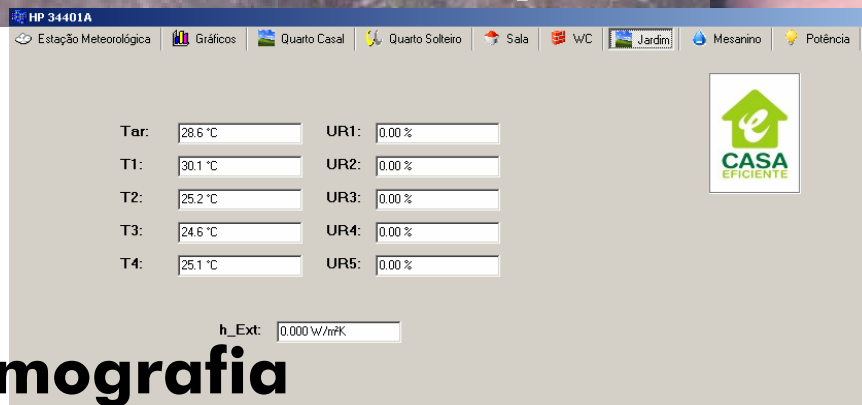 HP 34401A
Estação Meteorológica Gráficos Quarto Casal Quarto Solteiro Sala WC Jardim Mesanino Potência
Tar: 28.6 °C UR1: 0.00 %
T1: 30.1 °C UR2: 0.00 %
T2: 25.2 °C UR3: 0.00 %
T3: 24.6 °C UR4: 0.00 %
T4: 25.1 °C UR5: 0.00 %
e
CASA
EFICIENTE
h_Ext: 0.000 W/m²K
mografia